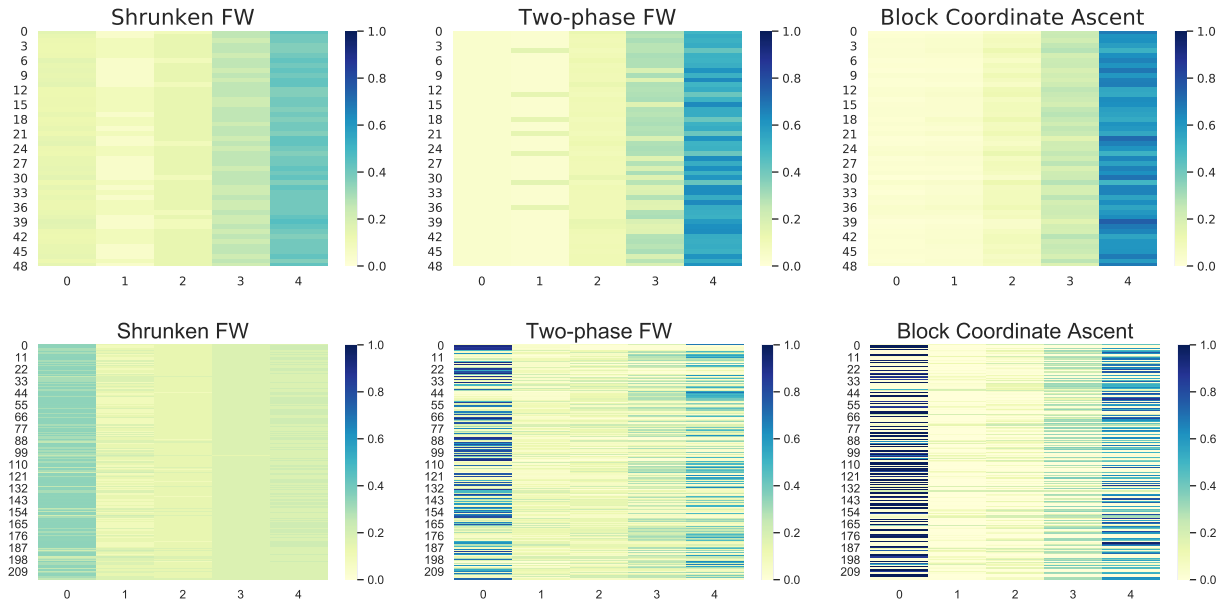 Shrunken FW
Two-phase FW
Block Coordinate Ascent
0 3 6 9 12 15 18 21 24 27 30 33 36 39 42 45 48
0 1 2 3 4
1.0 0.8 0.6 0.4 0.2 0.0
0 3 6 9 12 15 18 21 24 27 30 33 36 39 42 45 48
0 1 2 3 4
1.0 0.8 0.6 0.4 0.2 0.0
0 3 6 9 12 15 18 21 24 27 30 33 36 39 42 45 48
0 1 2 3 4
1.0 0.8 0.6 0.4 0.2 0.0
Shrunken FW
Two-phase FW
Block Coordinate Ascent
0 11 22 33 44 55 66 77 88 99 110 121 132 143 154 165 176 187 198 209
0 1 2 3 4
1.0 0.8 0.6 0.4 0.2 0.0
0 11 22 33 44 55 66 77 88 99 110 121 132 143 154 165 176 187 198 209
0 1 2 3 4
1.0 0.8 0.6 0.4 0.2 0.0
0 11 22 33 44 55 66 77 88 99 110 121 132 143 154 165 176 187 198 209
0 1 2 3 4
1.0 0.8 0.6 0.4 0.2 0.0